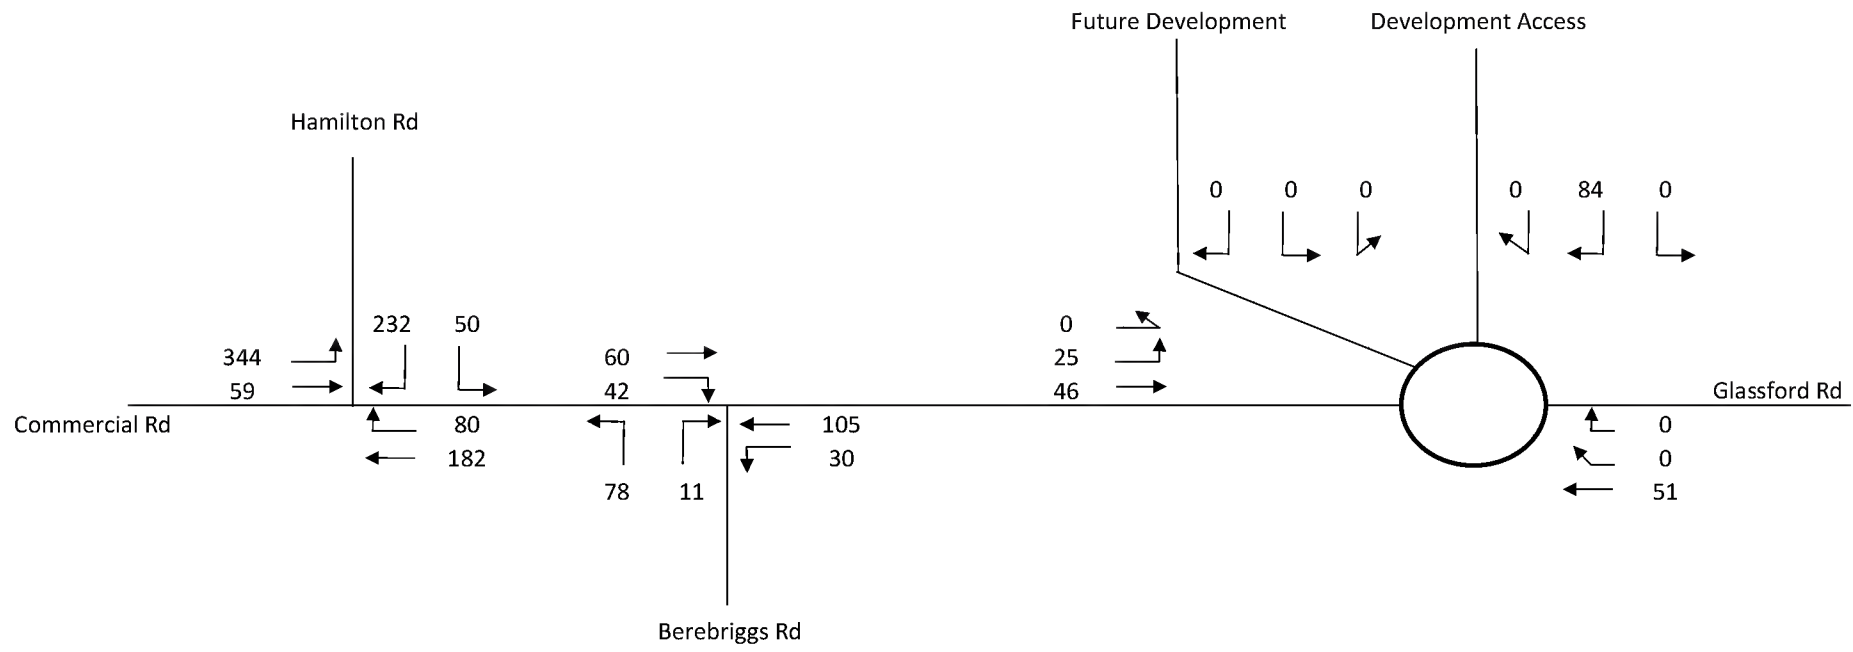 Future Development Development Access
Hamilton Rd
0 0 0 0 84 0
232 50 0
344 60 25
59 42 46 Glassford Rd
Commercial Rd 80 105 0
182 30 0
78 11 51
Berebriggs Rd